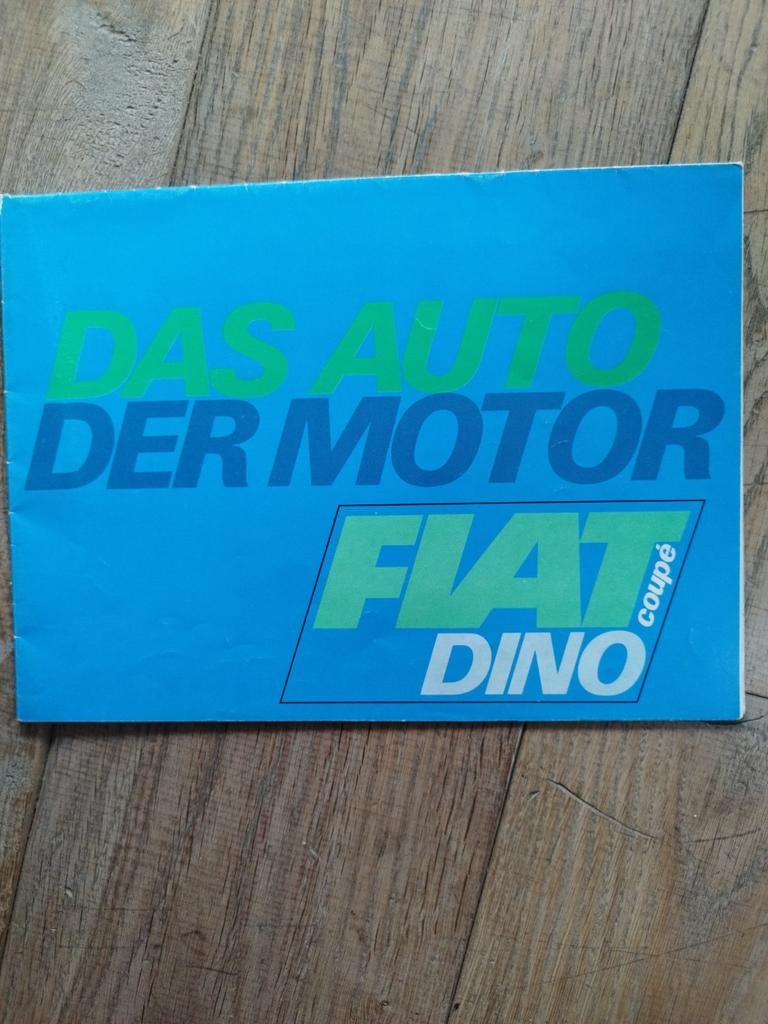 DAS AUTO
DER MOTOR
FIAT
coupé
DINO